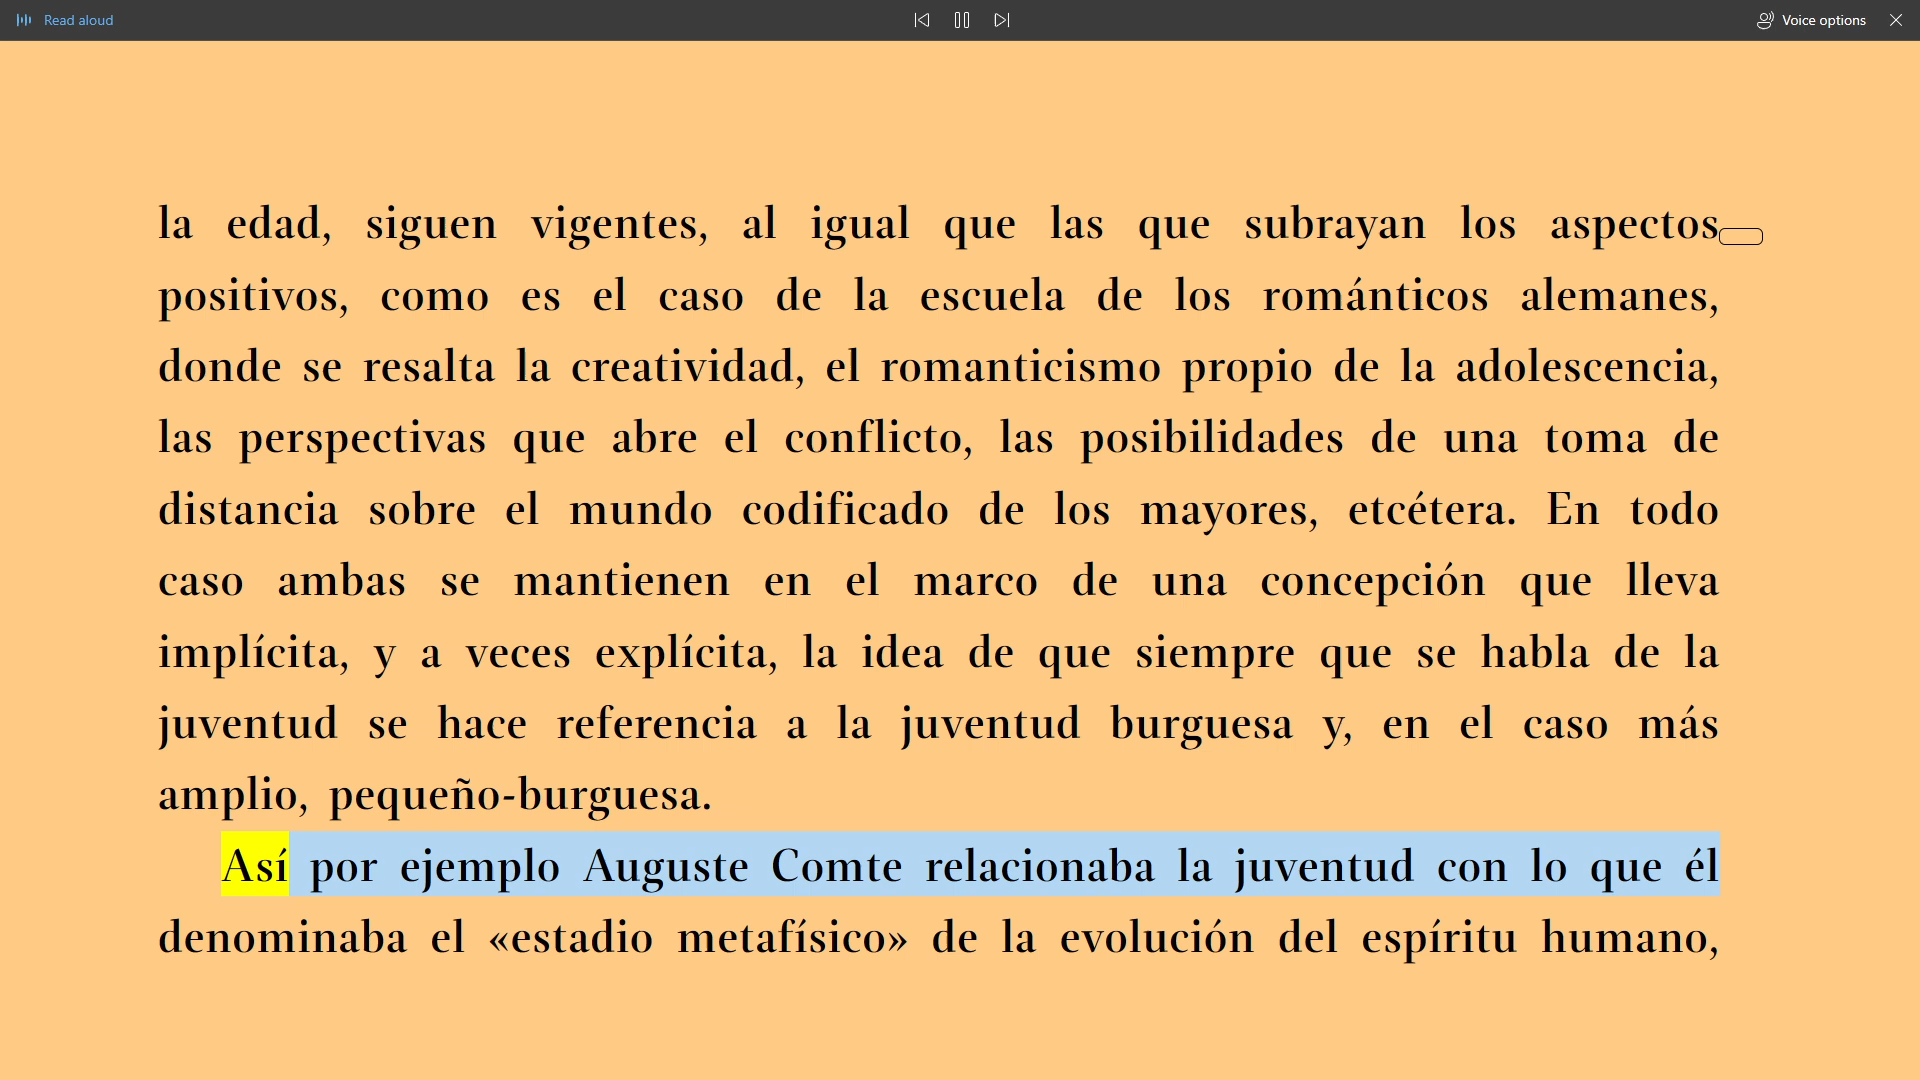 Read aloud
Voice options
la edad, siguen vigentes, al igual que las que subrayan los aspectos
positivos, como es el caso de la escuela de los románticos alemanes,
donde se resalta la creatividad, el romanticismo propio de la adolescencia,
las perspectivas que abre el conflicto, las posibilidades de una toma de
distancia sobre el mundo codificado de los mayores, etcétera. En todo
caso ambas se mantienen en el marco de una concepción que lleva
implícita, y a veces explícita, la idea de que siempre que se habla de la
juventud se hace referencia a la juventud burguesa y, en el caso más
amplio, pequeño-burguesa.
Así por ejemplo Auguste Comte relacionaba la juventud con lo que él
denominaba el «estadio metafísico» de la evolución del espíritu humano,